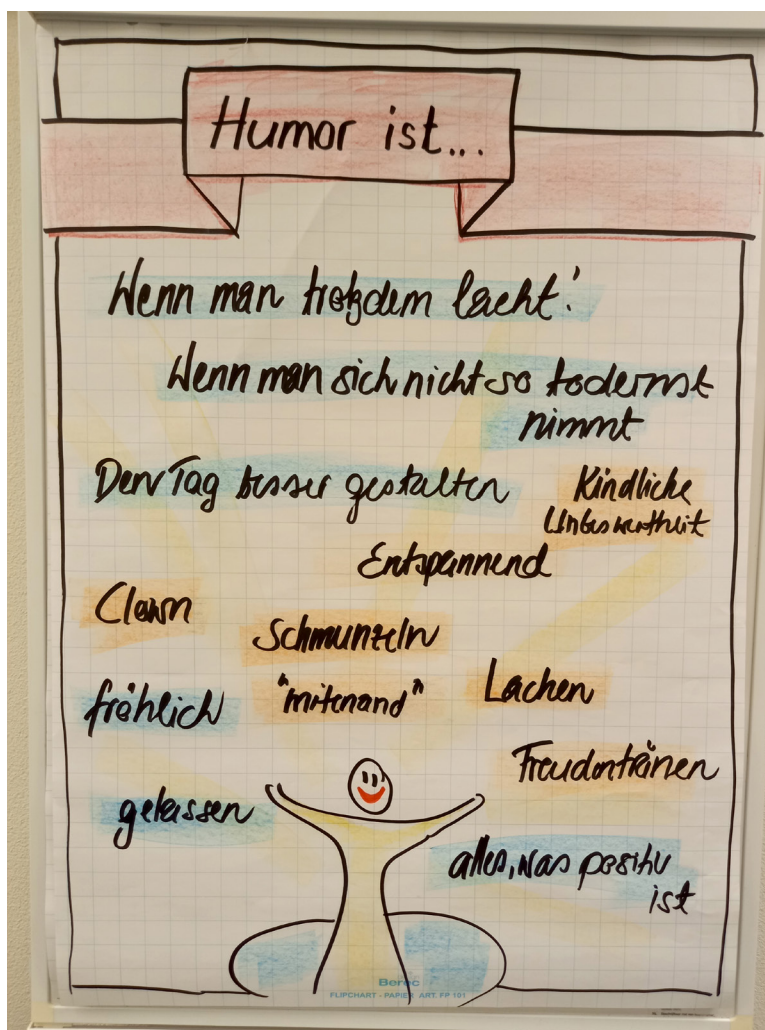 Humor ist...
Wenn man trotzdem lacht!
Wenn man sich nicht so todernst
nimmt
Den Tag besser gestalten
Kindliche
Unbeschwertheit
Entspannend
Clown
Schmunzeln
"mitenand"
Lachen
fröhlich
Freudentränen
gelassen
alles, was positiv
ist
FLIPCHART - PAPIER ART. FP 101